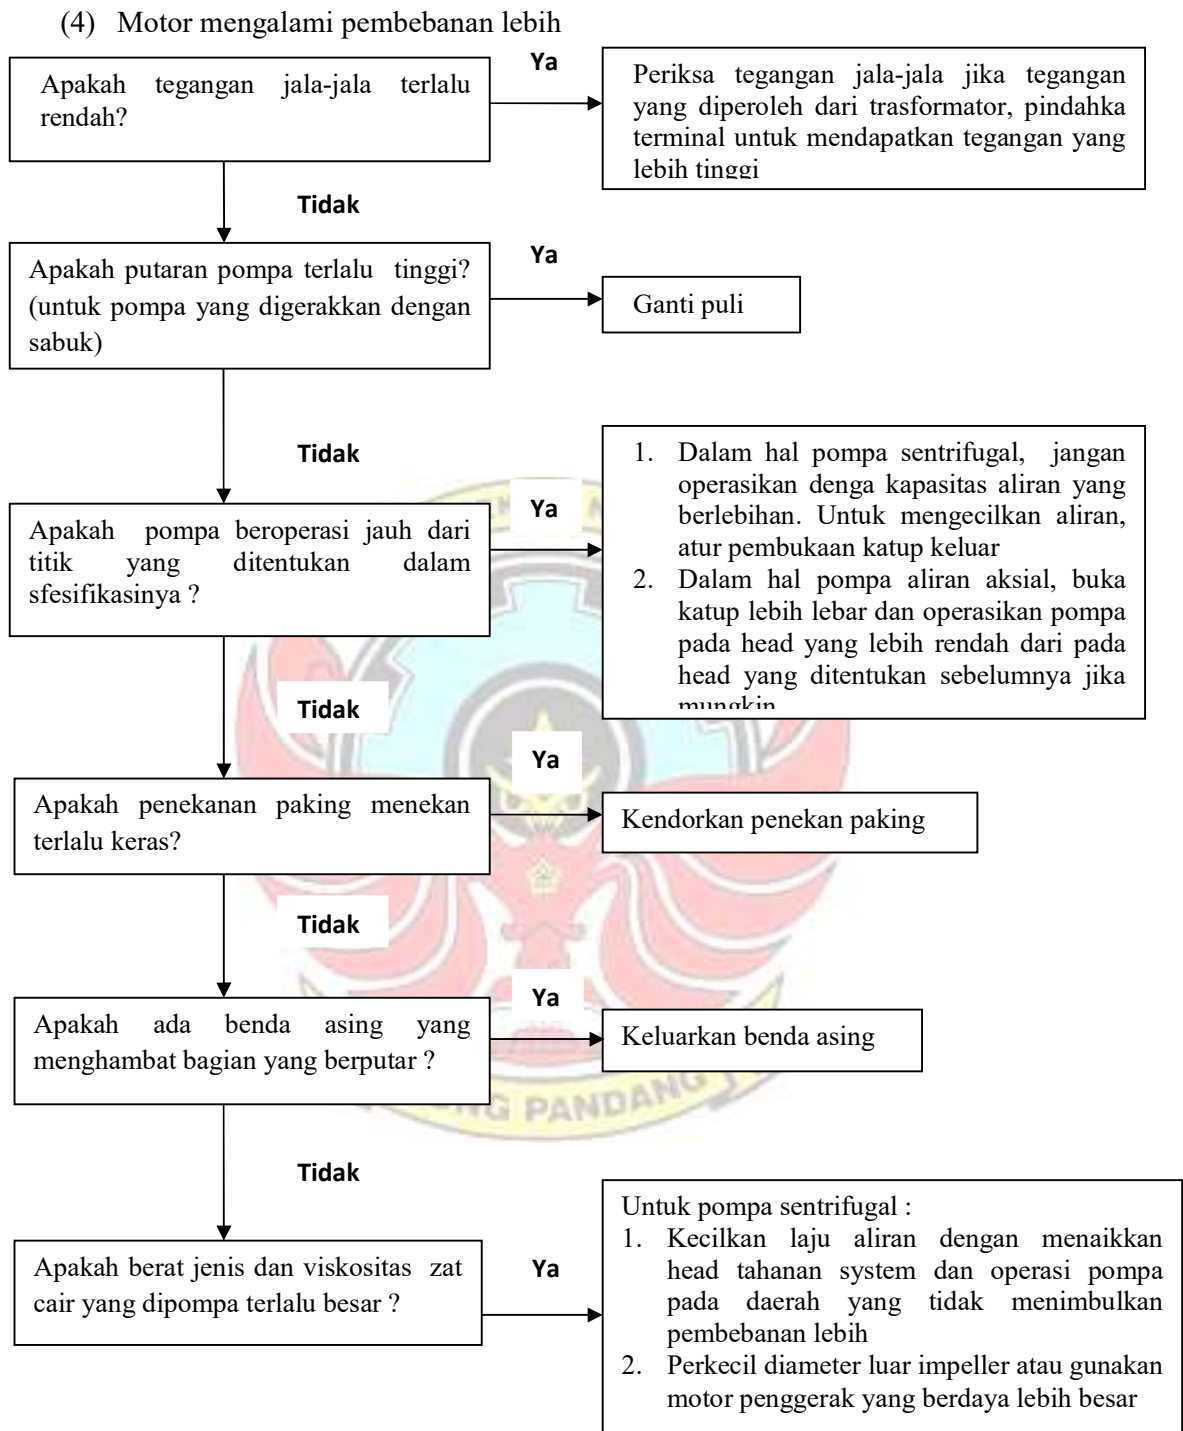 (4) Motor mengalami pembebanan lebih
Apakah tegangan jala-jala terlalu
rendah?
Ya
Periksa tegangan jala-jala jika tegangan
yang diperoleh dari trasformator, pindahka
terminal untuk mendapatkan tegangan yang
lebih tinggi
Tidak
Apakah putaran pompa terlalu tinggi?
(untuk pompa yang digerakkan dengan
sabuk)
Ya
Ganti puli
Tidak
Apakah pompa beroperasi jauh dari
titik yang ditentukan dalam
sfesifikasinya ?
Ya
1. Dalam hal pompa sentrifugal, jangan
operasikan denga kapasitas aliran yang
berlebihan. Untuk mengecilkan aliran,
atur pembukaan katup keluar
2. Dalam hal pompa aliran aksial, buka
katup lebih lebar dan operasikan pompa
pada head yang lebih rendah dari pada
head yang ditentukan sebelumnya jika
mungkin
Tidak
Apakah penekanan paking menekan
terlalu keras?
Ya
Kendorkan penekan paking
Tidak
Apakah ada benda asing yang
menghambat bagian yang berputar ?
Ya
Keluarkan benda asing
PANDANG
Tidak
Apakah berat jenis dan viskositas zat
cair yang dipompa terlalu besar ?
Ya
Untuk pompa sentrifugal :
1. Kecilkan laju aliran dengan menaikkan
head tahanan system dan operasi pompa
pada daerah yang tidak menimbulkan
pembebanan lebih
2. Perkecil diameter luar impeller atau gunakan
motor penggerak yang berdaya lebih besar